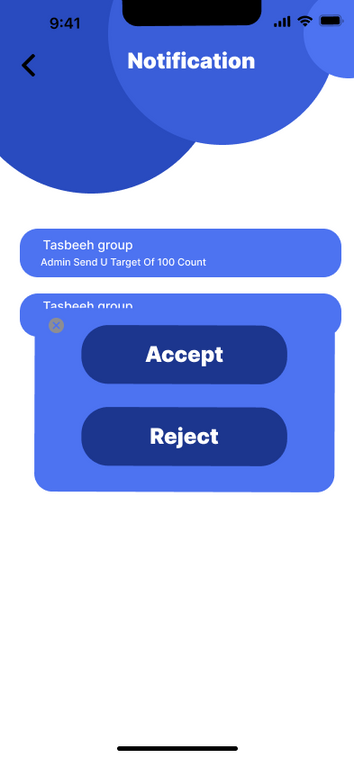 9:41
Notification
Tasbeeh group
Admin Send U Target Of 100 Count
Tasbeeh group
Accept
Reject